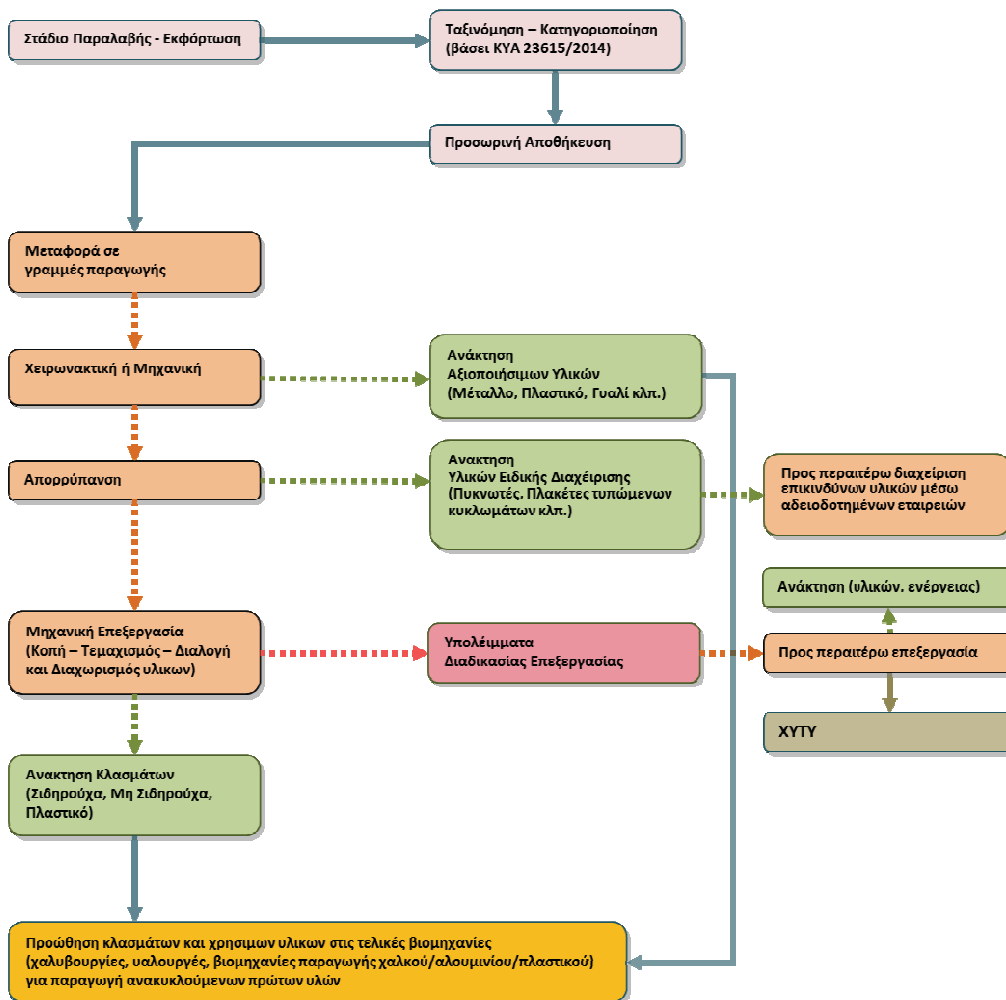 Στάδιο Παραλαβής - Εκφόρτωση
Ταξινόμηση – Κατηγοριοποίηση
(βάσει ΚΥΑ 23615/2014)
Προσωρινή Αποθήκευση
Μεταφορά σε
γραμμές παραγωγής
Χειρωνακτική ή Μηχανική
Ανάκτηση
Αξιοποιήσιμων Υλικών
(Μέταλλο, Πλαστικό, Γυαλί κλπ.)
Απορρύπανση
Ανακτηση
Υλικών Ειδικής Διαχείρισης
(Πυκνωτές. Πλακέτες τυπώμενων
κυκλωμάτων κλπ.)
Προς περαιτέρω διαχείριση
επικινδύνων υλικών μέσω
αδειοδοτημένων εταιρειών
Ανάκτηση (υλικών. ενέργειας)
Μηχανική Επεξεργασία
(Κοπή – Τεμαχισμός – Διαλογή
και Διαχωρισμός υλικων)
Υπολέιμματα
Διαδικασίας Επεξεργασίας
Προς περαιτέρω επεξεργασία
ΧΥΤΥ
Ανακτηση Κλασμάτων
(Σιδηρούχα, Μη Σιδηρούχα,
Πλαστικό)
Προώθηση κλασμάτων και χρησιμων υλικων στις τελικές βιομηχανίες
(χαλυβουργίες, υαλουργές, βιομηχανίες παραγωγής χαλκού/αλουμινίου/πλαστικού)
για παραγωγή ανακυκλούμενων πρώτων υλών